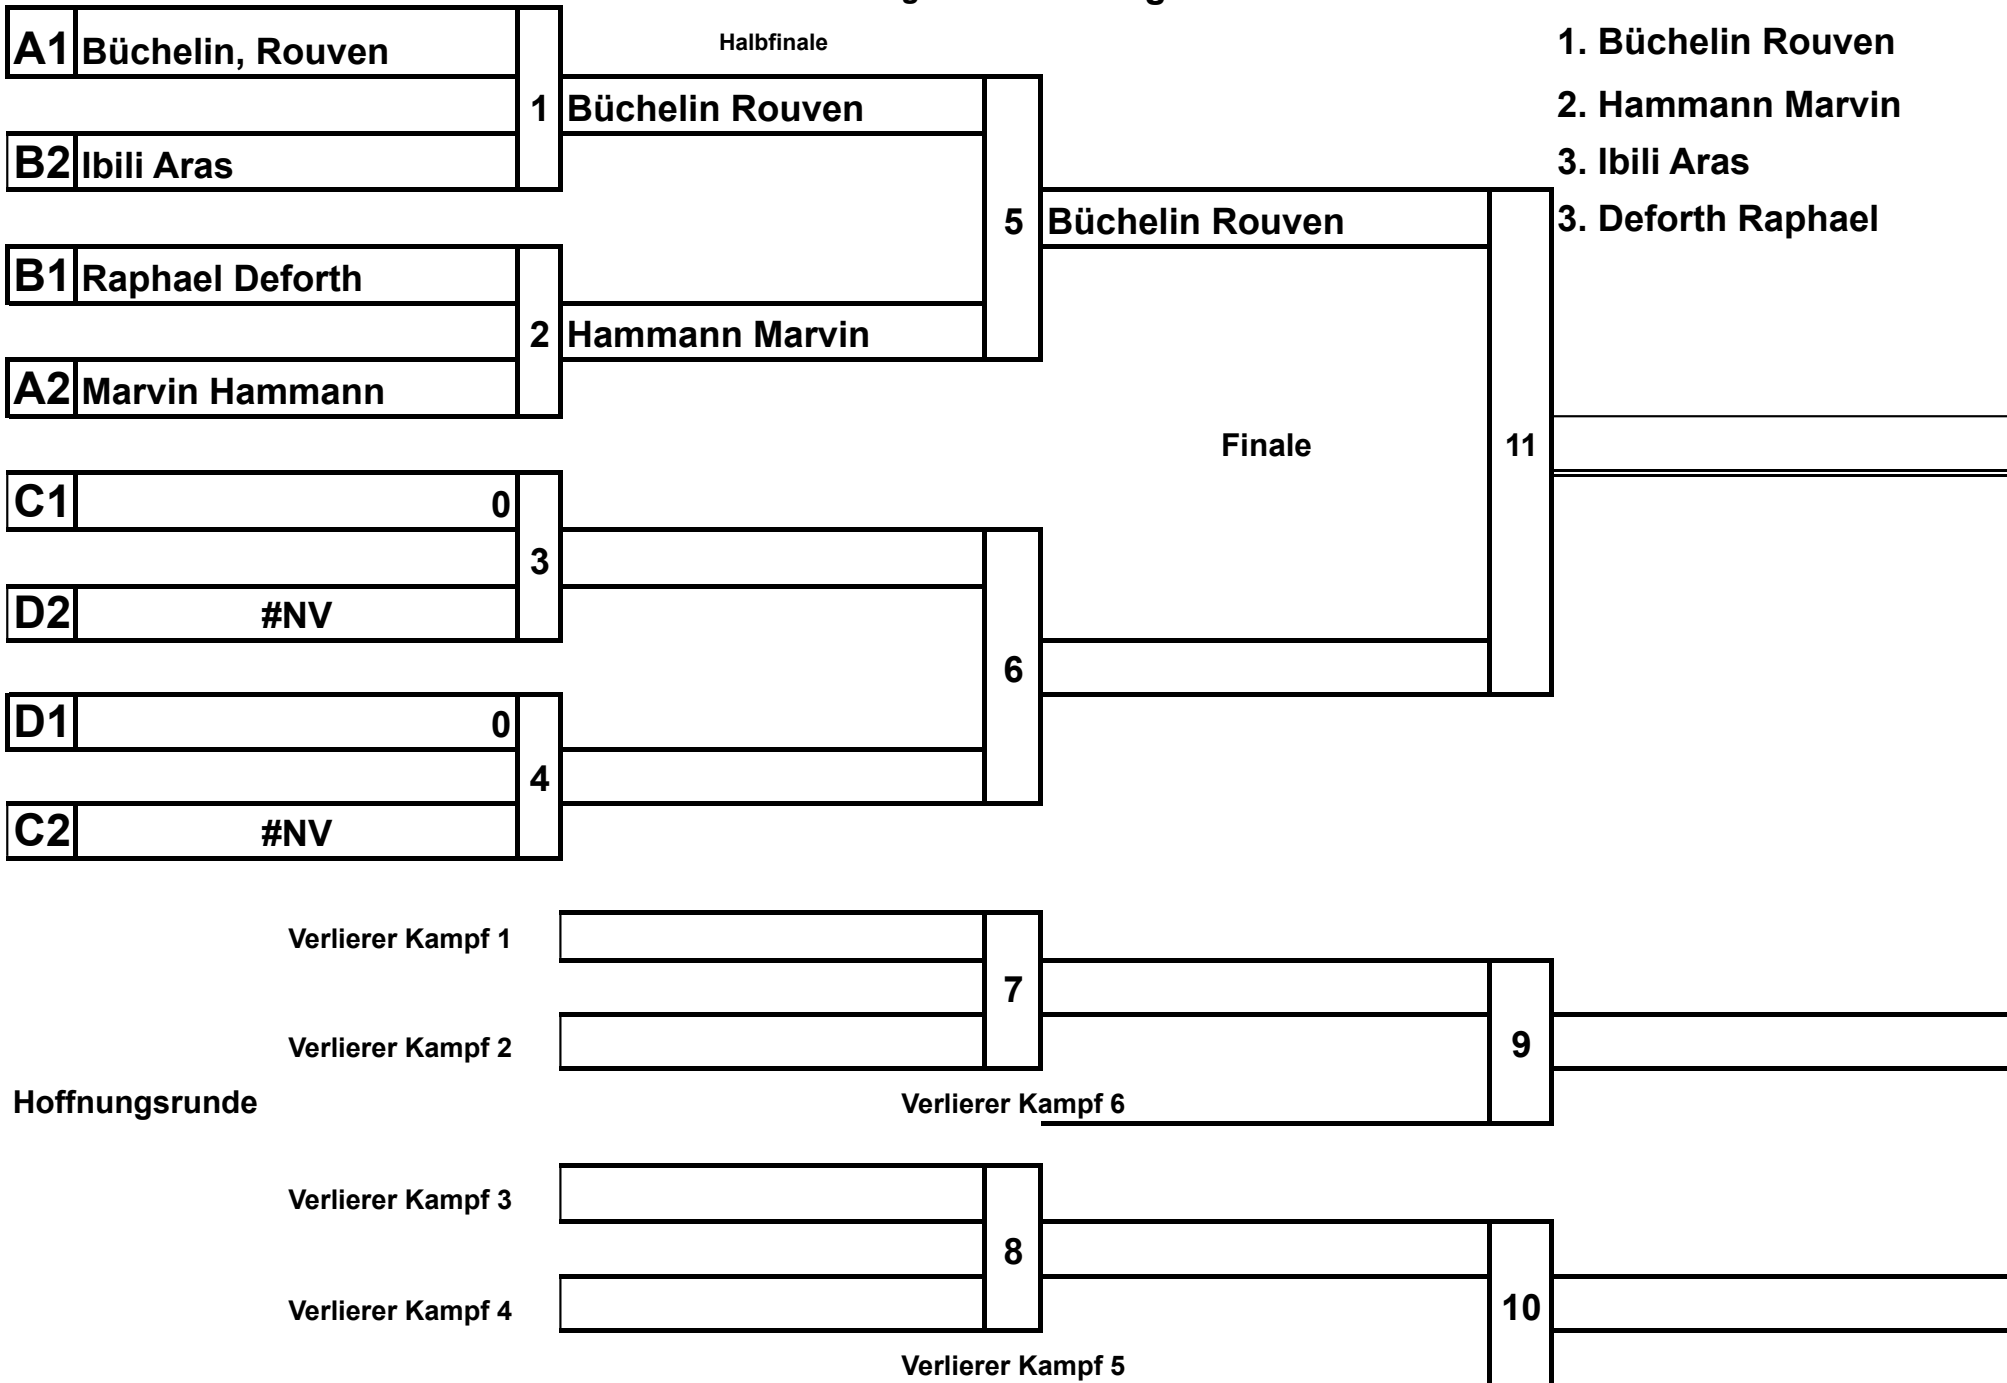 Halbfinale
A1 Büchelin, Rouven
1 Büchelin Rouven
B2 Ibili Aras
5 Büchelin Rouven
B1 Raphael Deforth
2 Hammann Marvin
A2 Marvin Hammann
Finale 11
C1 0
3
D2 #NV
6
D1 0
4
C2 #NV
1. Büchelin Rouven
2. Hammann Marvin
3. Ibili Aras
3. Deforth Raphael
Verlierer Kampf 1
7
Verlierer Kampf 2
9
Hoffnungsrunde
Verlierer Kampf 6
Verlierer Kampf 3
8
Verlierer Kampf 4
10
Verlierer Kampf 5